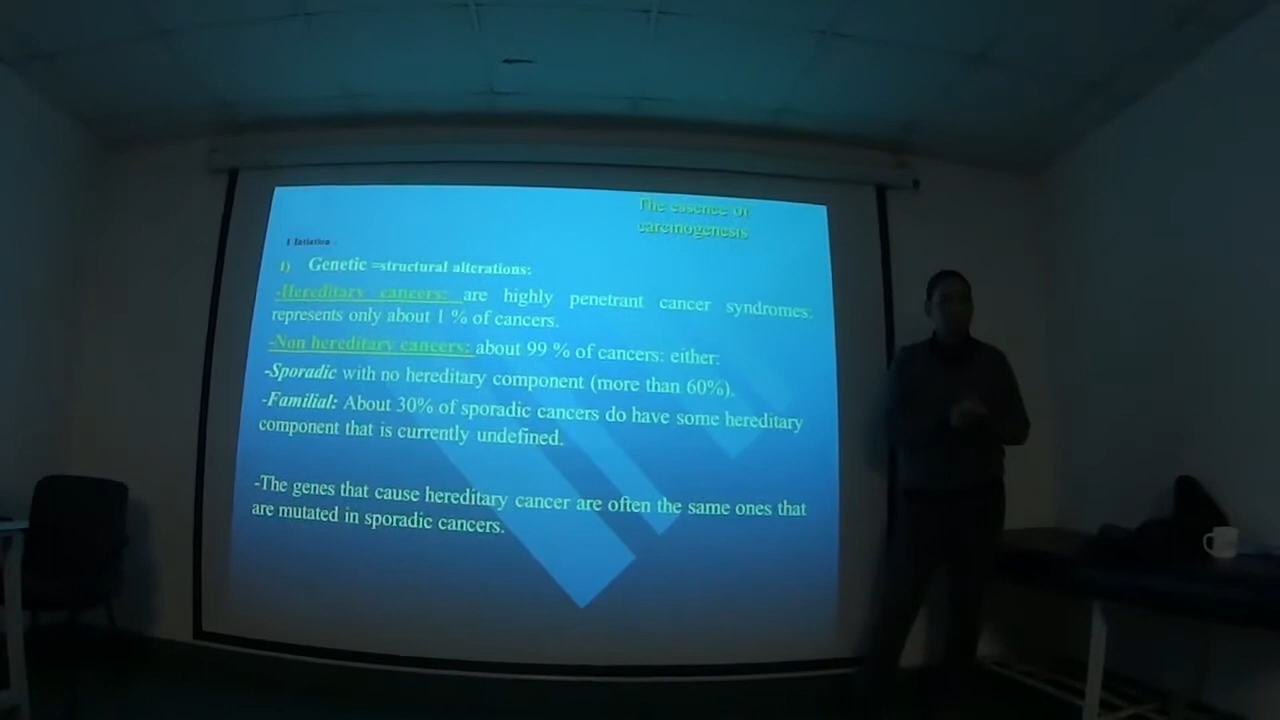 The essence of
carcinogenesis
1 Intiation :
1) Genetic =structural alterations:
-Hereditary cancers: are highly penetrant cancer syndromes:
represents only about 1 % of cancers.
-Non hereditary cancers: about 99 % of cancers: either:
-Sporadic with no hereditary component (more than 60%).
-Familial: About 30% of sporadic cancers do have some hereditary
component that is currently undefined.
-The genes that cause hereditary cancer are often the same ones that
are mutated in sporadic cancers.